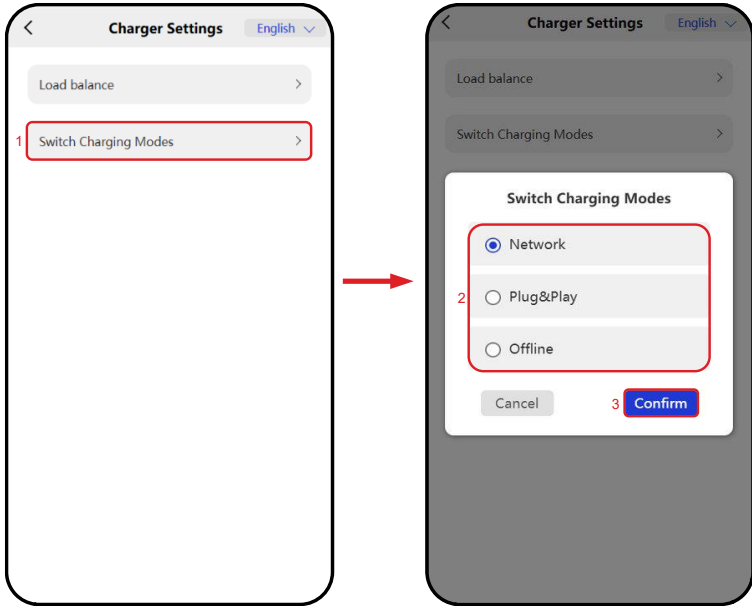 Charger Settings English
Load balance
1 Switch Charging Modes
Charger Settings English
Load balance
Switch Charging Modes
Switch Charging Modes
Network
2 Plug&Play
Offline
Cancel 3 Confirm